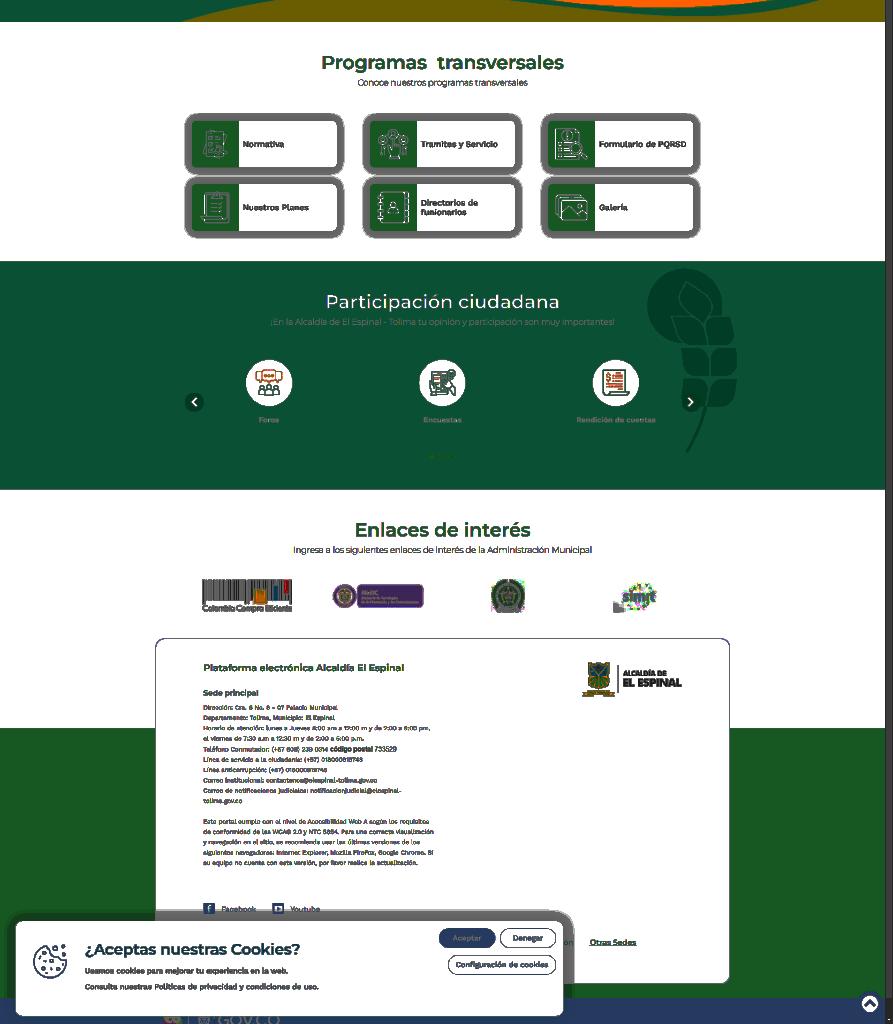 Programas transversales
Conoce nuestros programas transversales
Normativa
Tramites y Servicio
Formulario de PQRSD
Nuestros Planes
Directorios de
funionarios
Galería
Participación ciudadana
¡En la Alcaldía de El Espinal - Tolima tu opinión y participación son muy importantes!
Foros
Encuestas
Rendición de cuentas
Enlaces de interés
Ingresa a los siguientes enlaces de interés de la Administración Municipal
Colombia Compra Eficiente
MinTIC
simit
Plataforma electrónica Alcaldía El Espinal
ALCALDÍA DE
EL ESPINAL
Sede principal
Dirección: Cra. 6 No. 8 - 07 Palacio Municipal
Departamento: Tolima, Municipio: El Espinal
Horario de atención: lunes a Jueves 8:00 am a 12:00 m y de 2:00 a 6:00 pm,
el viernes de 7:30 a.m a 12:30 m y de 2:00 a 5:00 p.m.
Teléfono Conmutador: (+57 608) 239 0314 código postal 733529
Línea de servicio a la ciudadanía: (+57)
Línea anticorrupción: (+57)
Correo Institucional: contactenos@elespinal-tolima.gov.co
Correo de notificaciones judiciales: notificacionjudicial@elespinal-
tolima.gov.co
Este portal cumple con el nivel de Accesibilidad Web A según los requisitos
de conformidad de las WCAG 2.0 y NTC 5854. Para una correcta visualización
y navegación en el sitio, se recomienda usar las últimas versiones de los
siguientes navegadores: Internet Explorer, Mozilla FireFox, Google Chrome. Si
su equipo no cuenta con esta versión, por favor realice la actualización.
Facebook
Youtube
Otras Sedes
¿Aceptas nuestras Cookies?
Usamos cookies para mejorar tu experiencia en la web.
Consulta nuestras Políticas de privacidad y condiciones de uso.
Aceptar
Denegar
Configuración de cookies
GOV.CO